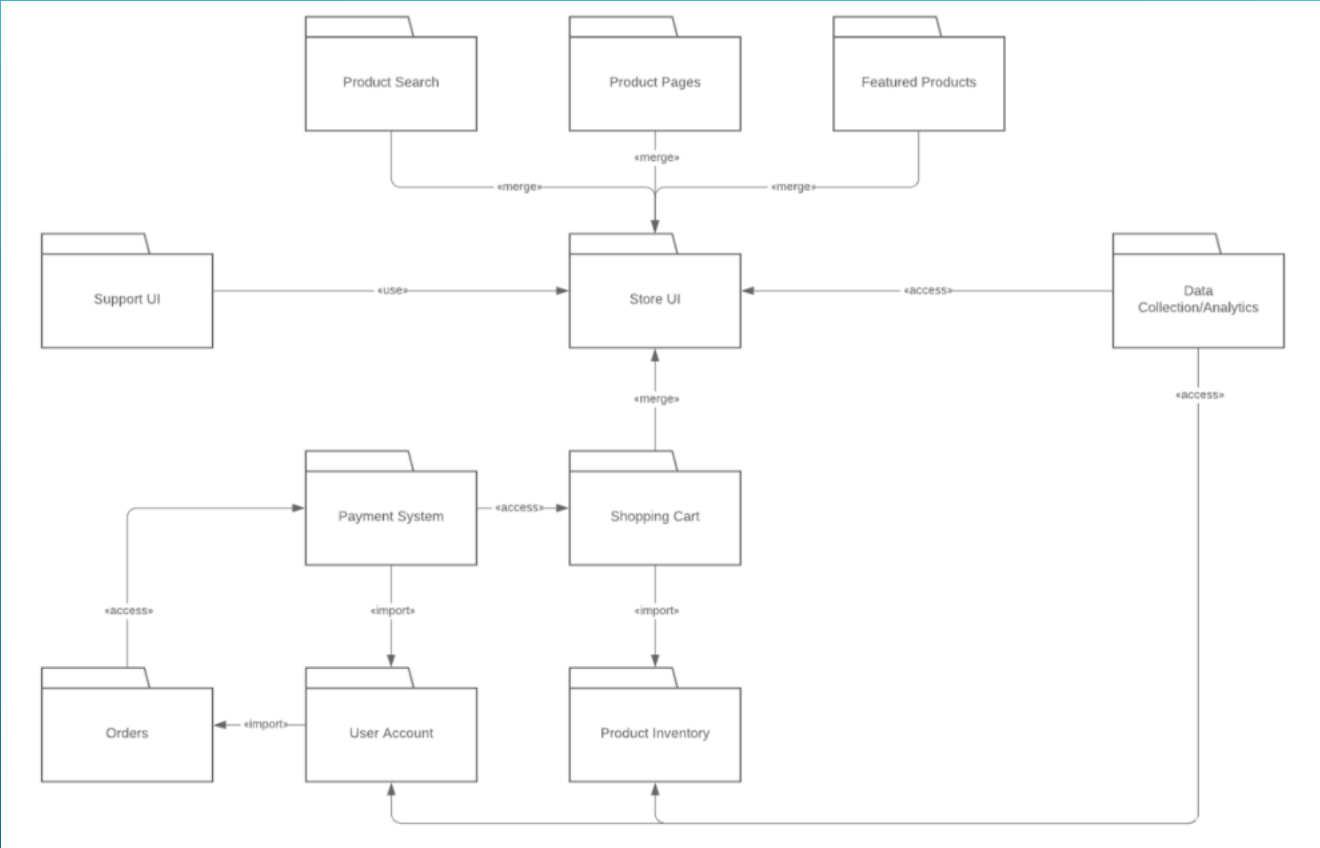 Product Search
Product Pages
Featured Products
«merge»
«merge»
«merge»
Support UI
«use»
Store UI
«access»
Data
Collection/Analytics
«merge»
«access»
Payment System
«access»
Shopping Cart
«access»
«import»
«import»
Orders
«import»
User Account
Product Inventory